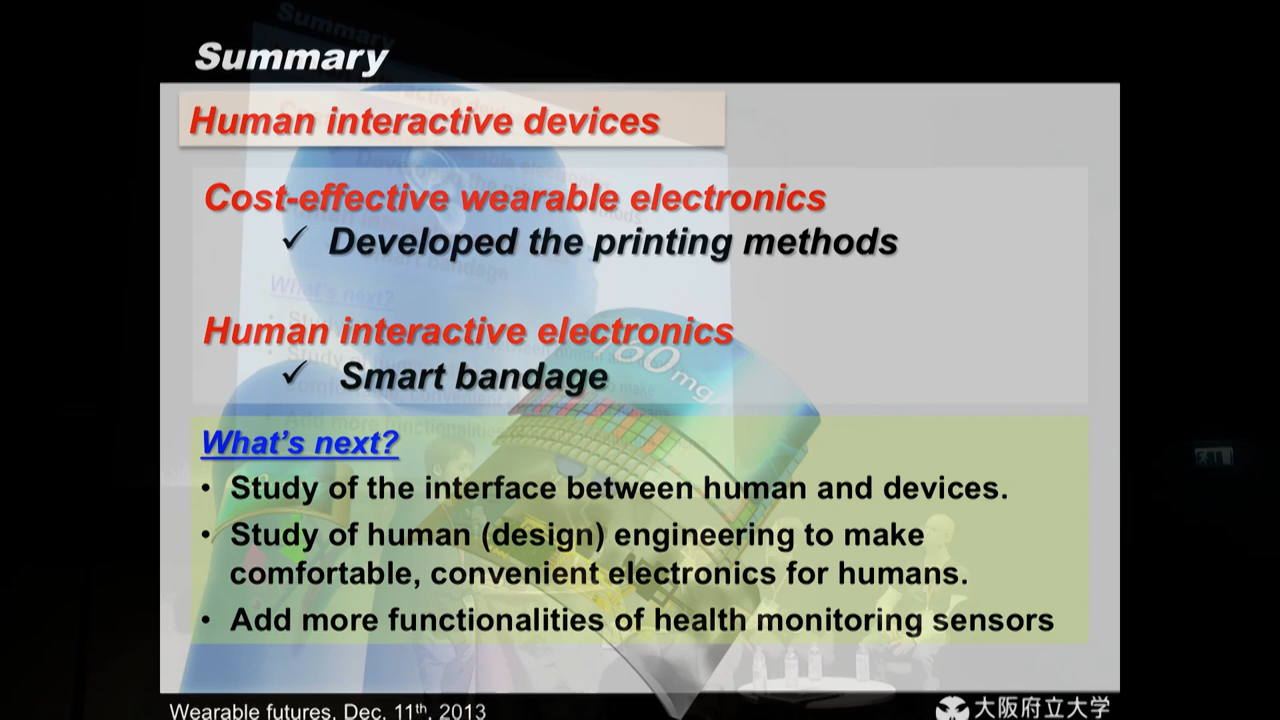 Summary
Human interactive devices
Cost-effective wearable electronics
✓ Developed the printing methods
Human interactive electronics
✓ Smart bandage
160mg
What's next?
• Study of the interface between human and devices.
• Study of human (design) engineering to make
comfortable, convenient electronics for humans.
• Add more functionalities of health monitoring sensors
Wearable futures, Dec. 11th, 2013
大阪府立大学